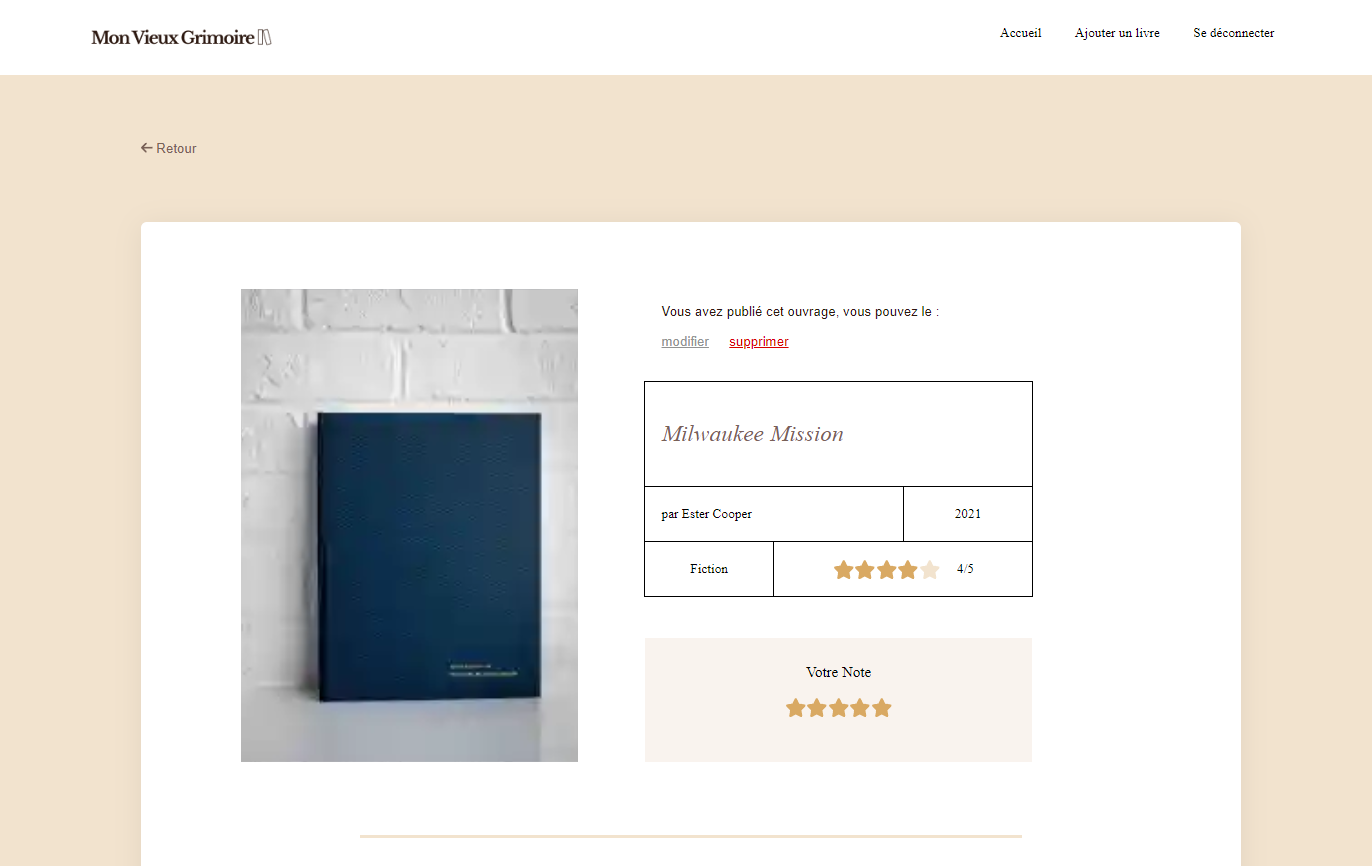 Mon Vieux Grimoire
Accueil
Ajouter un livre
Se déconnecter
Retour
Vous avez publié cet ouvrage, vous pouvez le :
modifier supprimer
Milwaukee Mission
par Ester Cooper
2021
Fiction
4/5
Votre Note